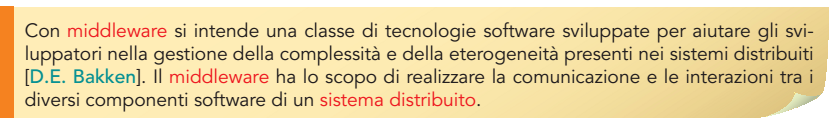 Con middleware si intende una classe di tecnologie software sviluppate per aiutare gli svi-
luppatori nella gestione della complessità e della eterogeneità presenti nei sistemi distribuiti
[D.E. Bakken]. Il middleware ha lo scopo di realizzare la comunicazione e le interazioni tra i
diversi componenti software di un sistema distribuito.